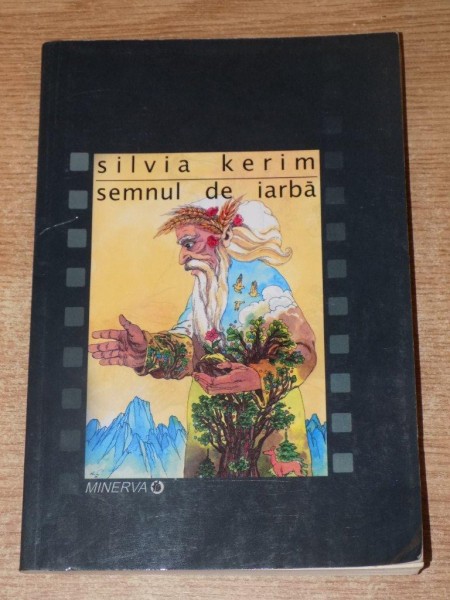 silvia kerim
semnul de iarbă
MINERVA